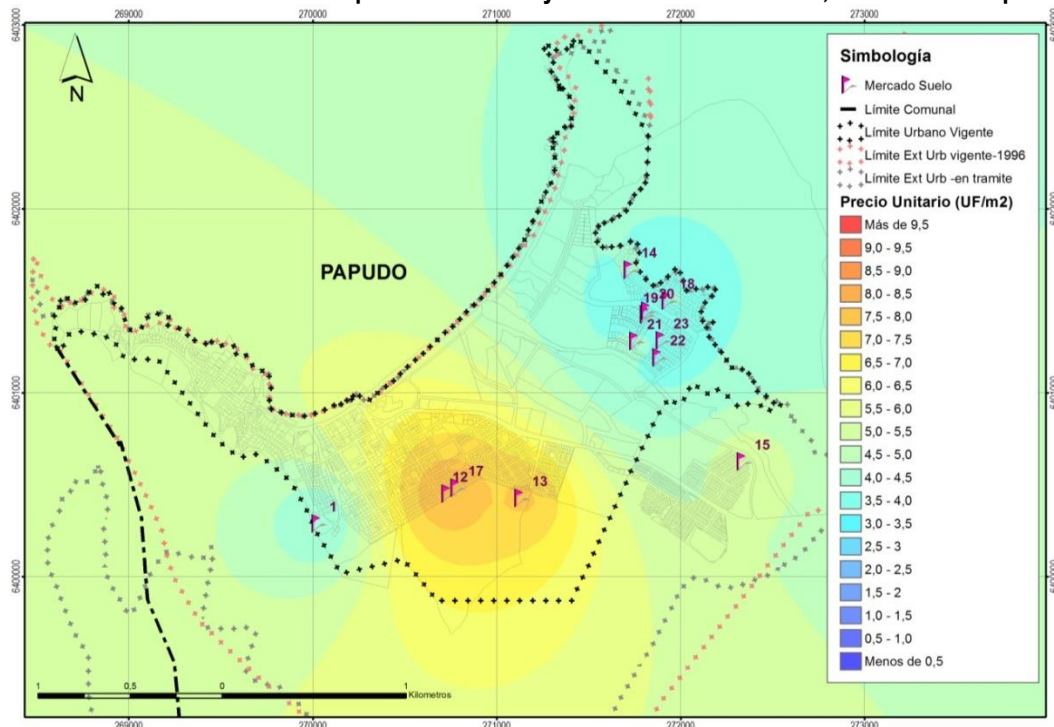 269000 270000 271000 272000 273000
6403000
6402000
6401000
6400000
N
PAPUDO
14
18
20
19
21
23
22
15
12
17
13
1
1 0,5 0 1
Kilometros
Simbología
Mercado Suelo
Límite Comunal
Límite Urbano Vigente
Límite Ext Urb vigente-1996
Límite Ext Urb -en tramite
Precio Unitario (UF/m2)
Más de 9,5
9,0 - 9,5
8,5 - 9,0
8,0 - 8,5
7,5 - 8,0
7,0 - 7,5
6,5 - 7,0
6,0 - 6,5
5,5 - 6,0
5,0 - 5,5
4,5 - 5,0
4,0 - 4,5
3,5 - 4,0
3,0 - 3,5
2,5 - 3
2,0 - 2,5
1,5 - 2
1,0 - 1,5
0,5 - 1,0
Menos de 0,5
269000 270000 271000 272000 273000